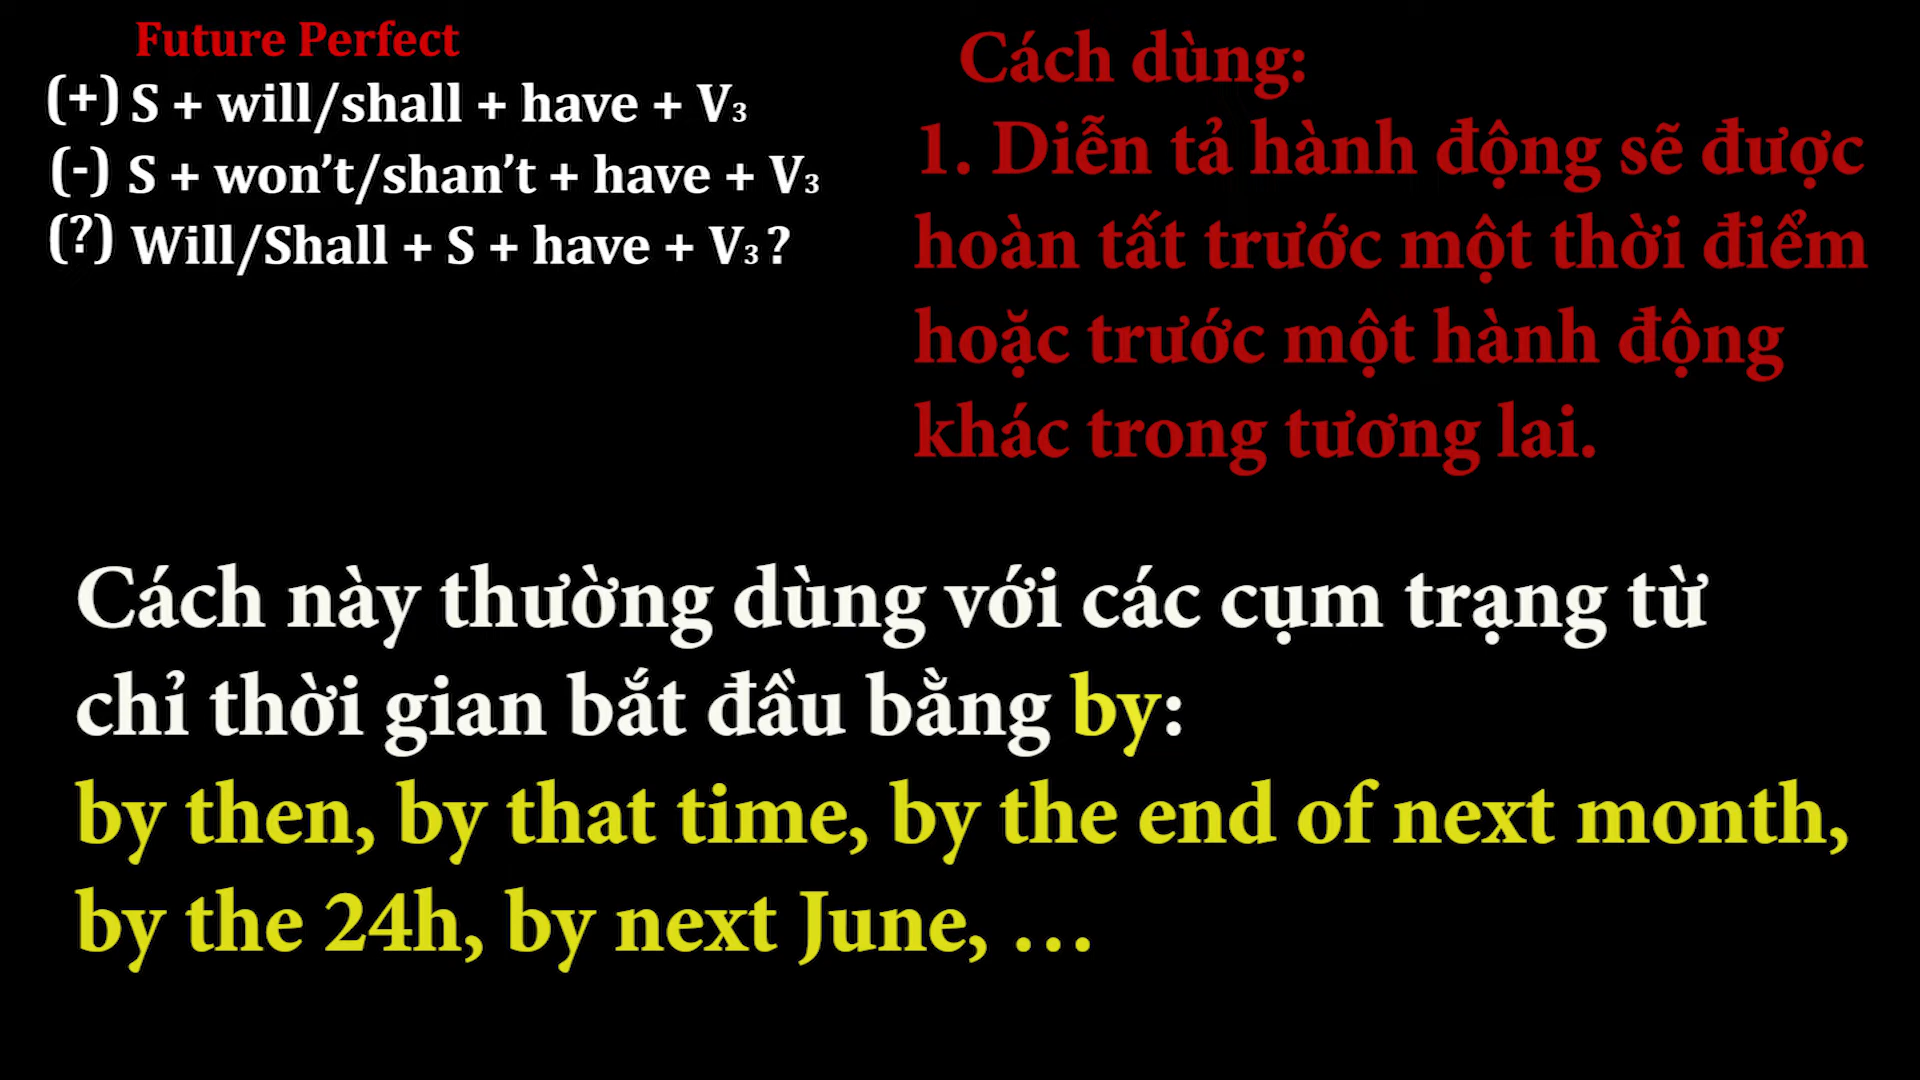 Future Perfect
(+) S + will/shall + have + V₃
(-) S + won’t/shan’t + have + V₃
(?) Will/Shall + S + have + V₃ ?
Cách dùng:
1. Diễn tả hành động sẽ được
hoàn tất trước một thời điểm
hoặc trước một hành động
khác trong tương lai.
Cách này thường dùng với các cụm trạng từ
chỉ thời gian bắt đầu bằng by:
by then, by that time, by the end of next month,
by the 24h, by next June, …